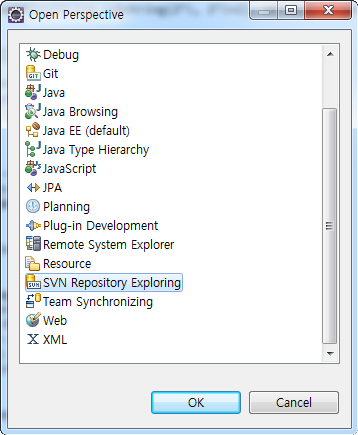 Open Perspective
Debug
Git
Java
Java Browsing
Java EE (default)
Java Type Hierarchy
JavaScript
JPA
Planning
Plug-in Development
Remote System Explorer
Resource
SVN Repository Exploring
Team Synchronizing
Web
XML
OK
Cancel